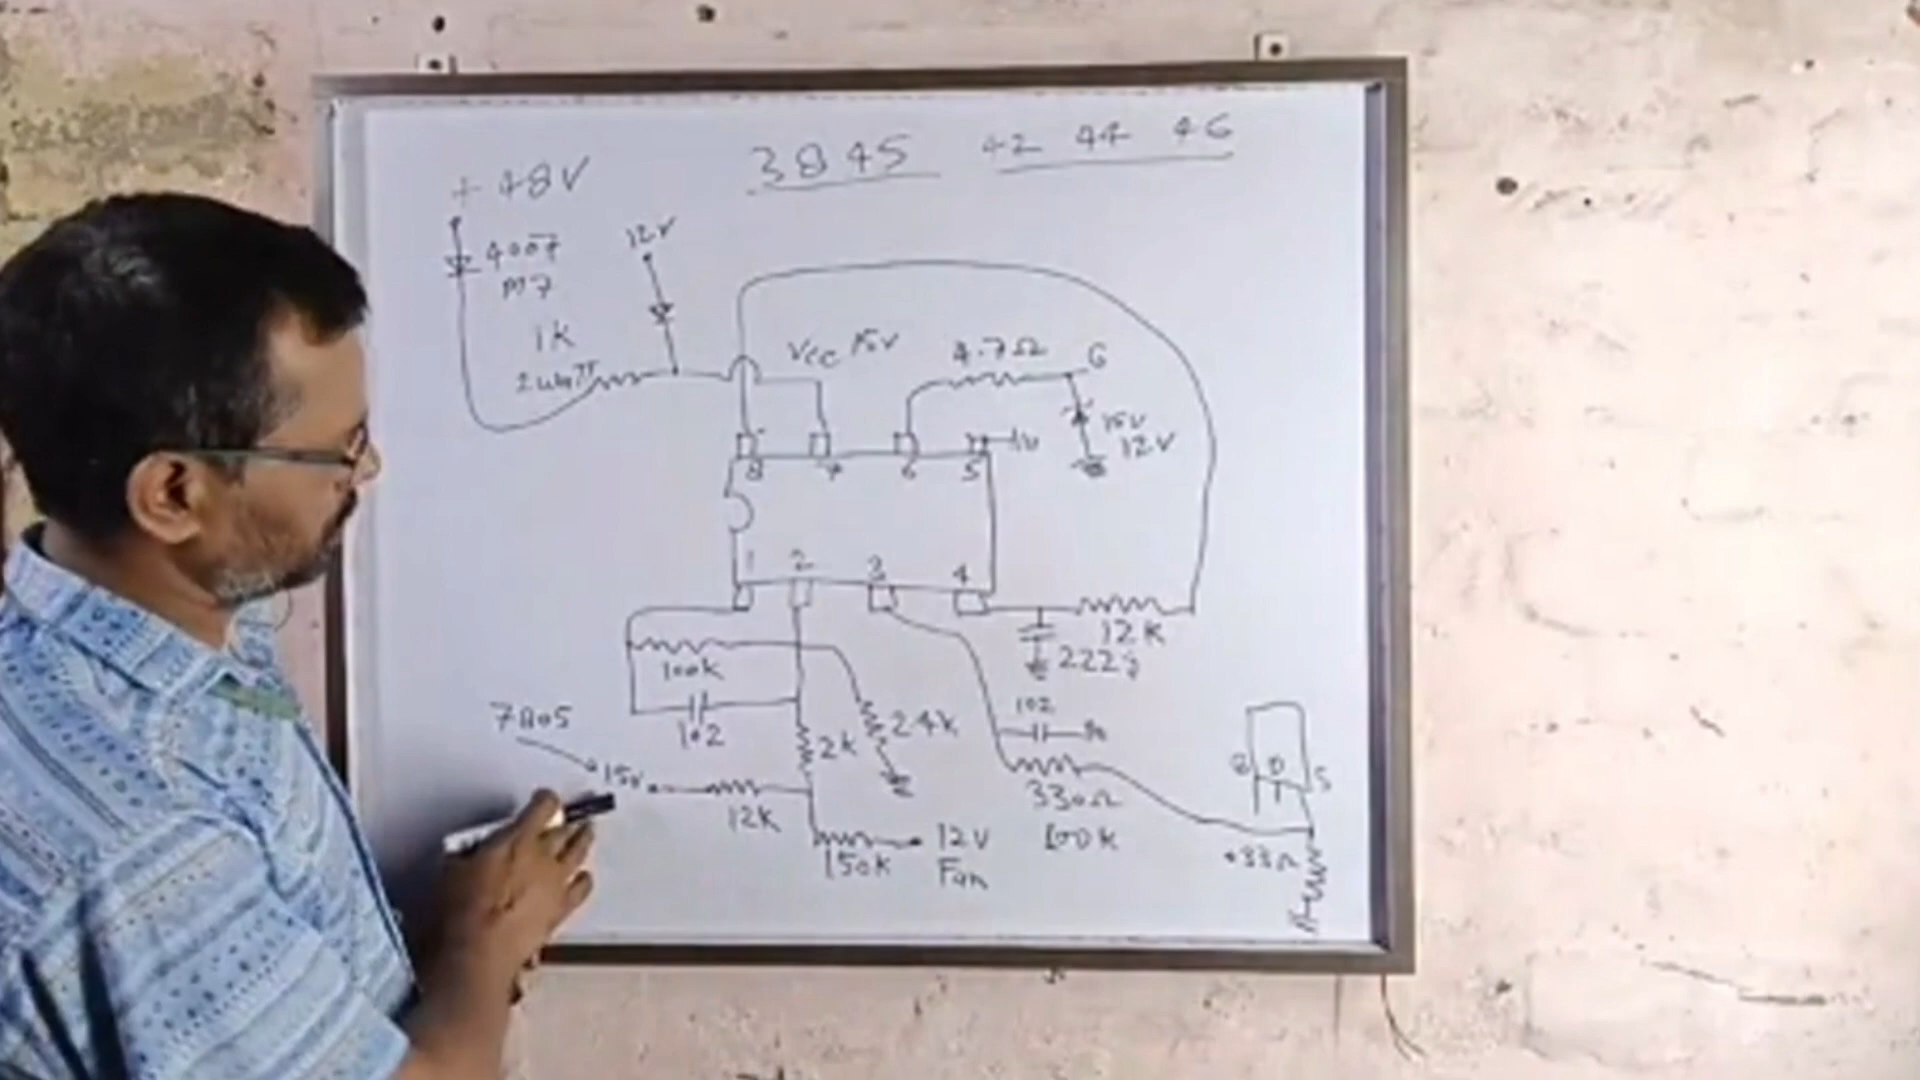 3845 42 44 46
+48V
4007
M7
12V
1k
2watt
Vcc 15V
4.7Ω G
15V
12V
8 7 6 5
1 2 3 4
12k
222j
100k
102
102
7805
2k
24k
15v
12k
330Ω
100k
G D S
150k
12V
Fan